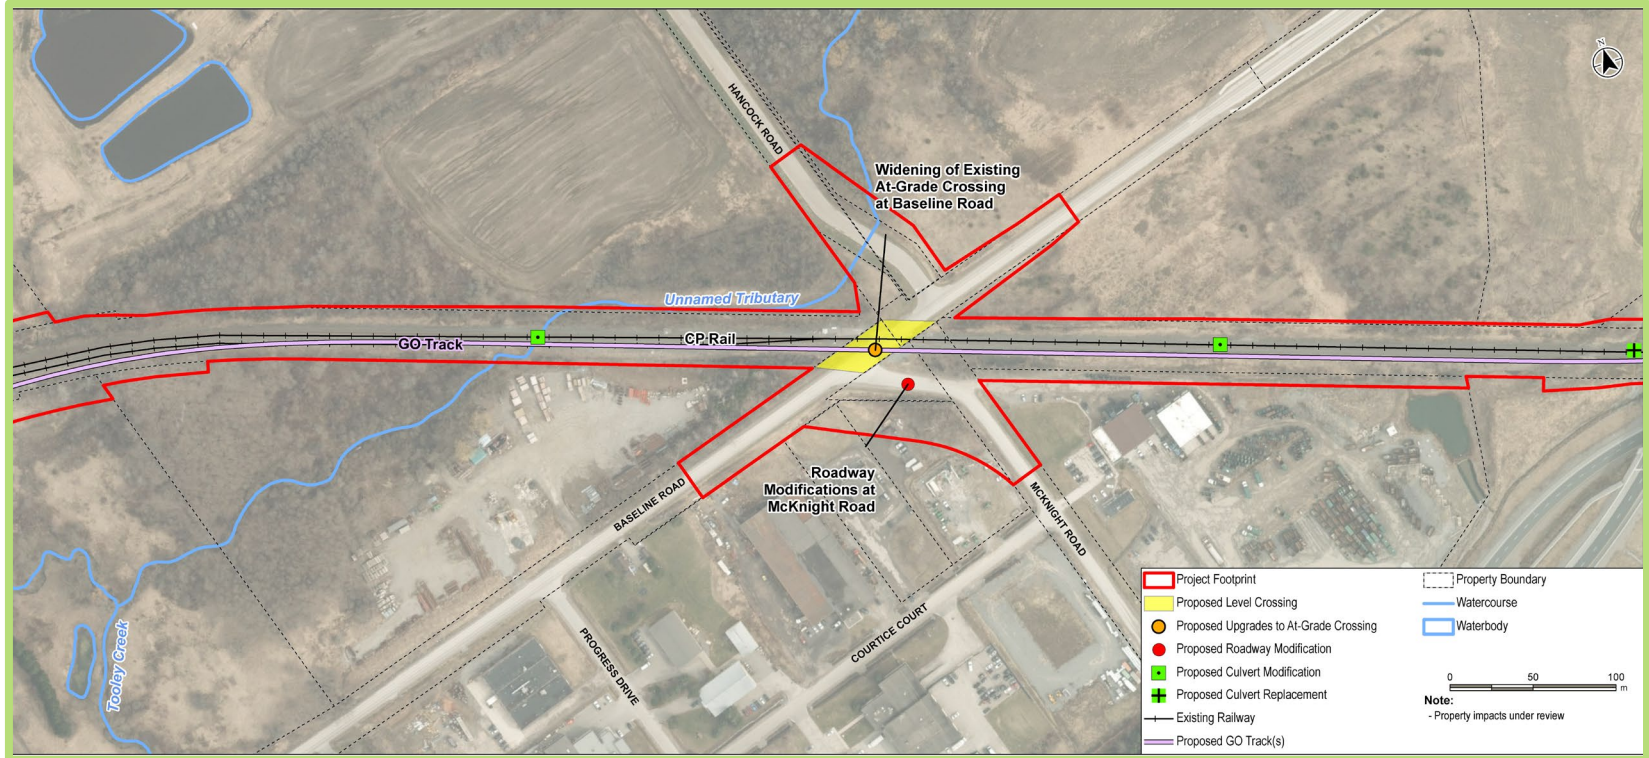 N
HANCOCK ROAD
Widening of Existing
At-Grade Crossing
at Baseline Road
Unnamed Tributary
GO Track
CP Rail
Roadway
Modifications at
McKnight Road
BASELINE ROAD
MCKNIGHT ROAD
PROGRESS DRIVE
COURTICE COURT
Tooley Creek
Project Footprint
Proposed Level Crossing
Proposed Upgrades to At-Grade Crossing
Proposed Roadway Modification
Proposed Culvert Modification
Proposed Culvert Replacement
Existing Railway
Proposed GO Track(s)
Property Boundary
Watercourse
Waterbody
0 50 100
m
Note:
- Property impacts under review